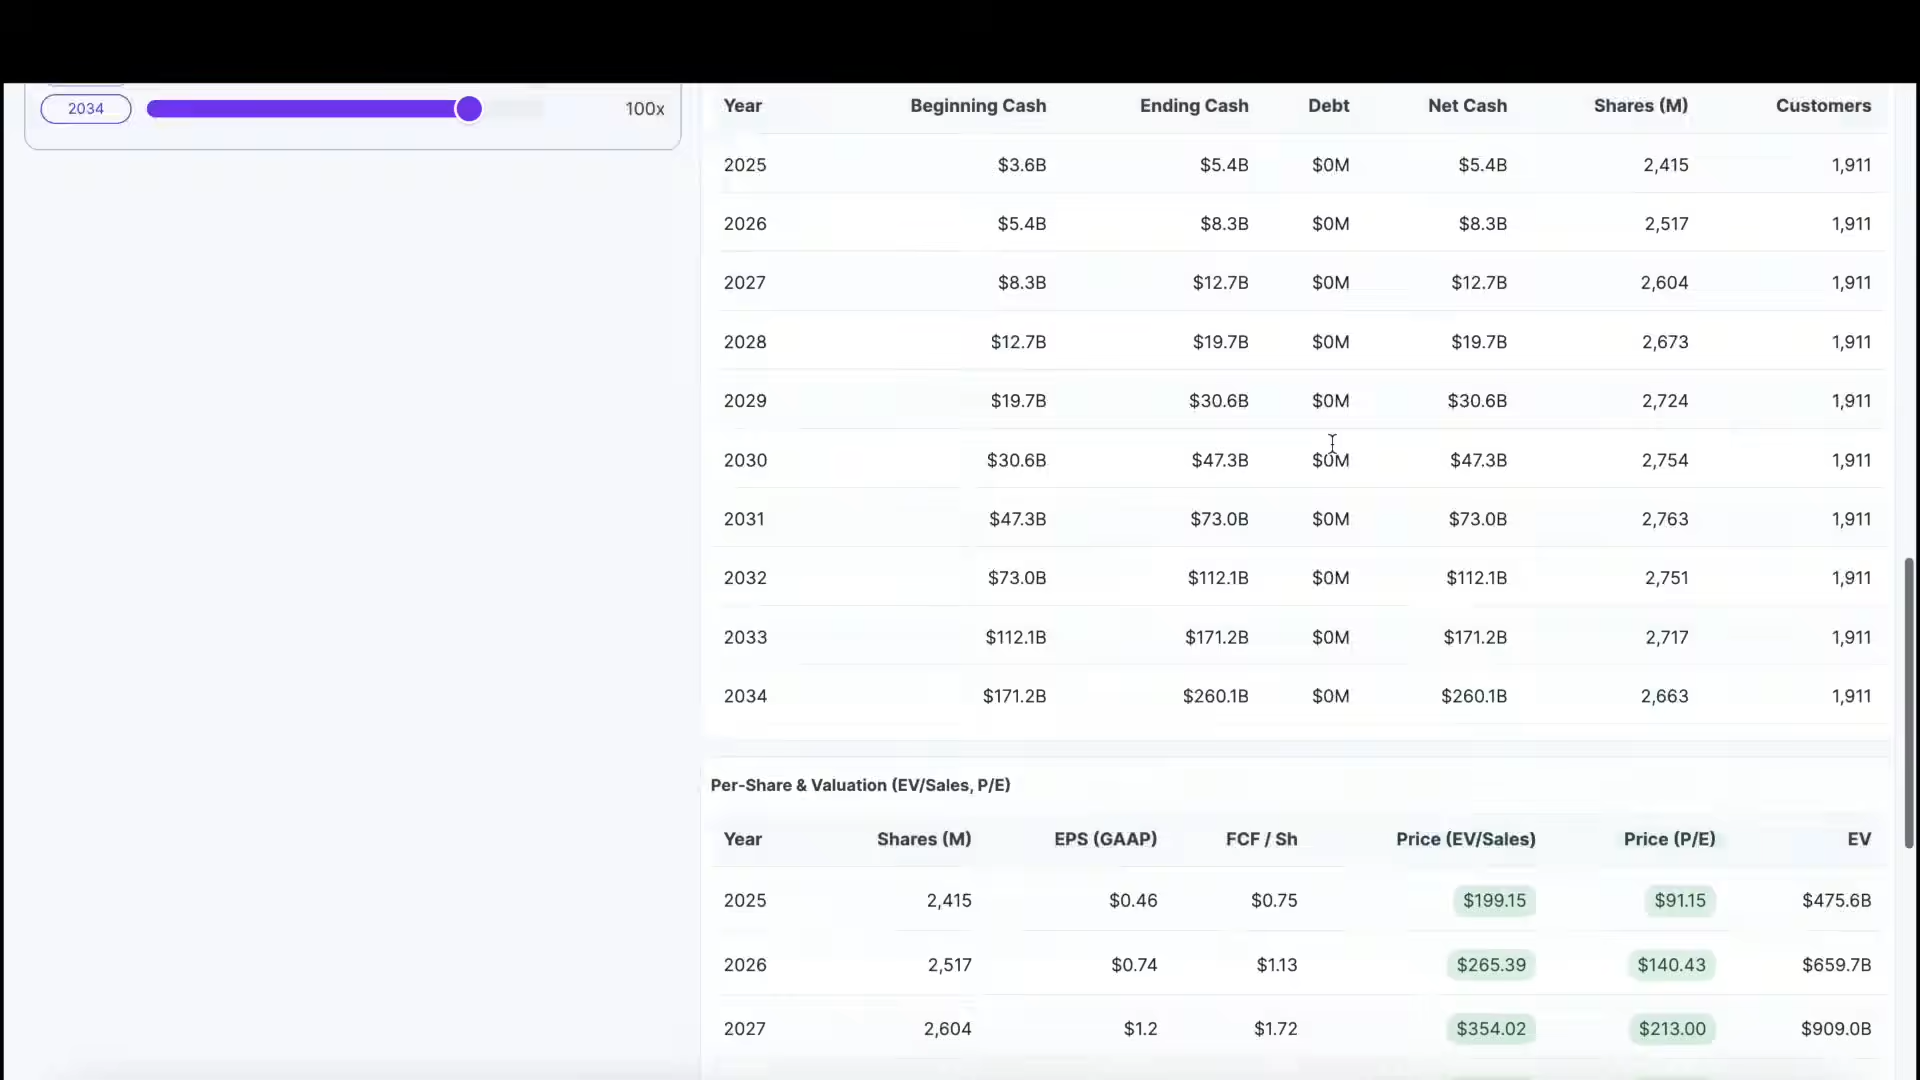 2034 100x
Year Beginning Cash Ending Cash Debt Net Cash Shares (M) Customers
2025 $3.6B $5.4B $0M $5.4B 2,415 1,911
2026 $5.4B $8.3B $0M $8.3B 2,517 1,911
2027 $8.3B $12.7B $0M $12.7B 2,604 1,911
2028 $12.7B $19.7B $0M $19.7B 2,673 1,911
2029 $19.7B $30.6B $0M $30.6B 2,724 1,911
2030 $30.6B $47.3B $0M $47.3B 2,754 1,911
2031 $47.3B $73.0B $0M $73.0B 2,763 1,911
2032 $73.0B $112.1B $0M $112.1B 2,751 1,911
2033 $112.1B $171.2B $0M $171.2B 2,717 1,911
2034 $171.2B $260.1B $0M $260.1B 2,663 1,911
Per-Share & Valuation (EV/Sales, P/E)
Year Shares (M) EPS (GAAP) FCF / Sh Price (EV/Sales) Price (P/E) EV
2025 2,415 $0.46 $0.75 $199.15 $91.15 $475.6B
2026 2,517 $0.74 $1.13 $265.39 $140.43 $659.7B
2027 2,604 $1.2 $1.72 $354.02 $213.00 $909.0B